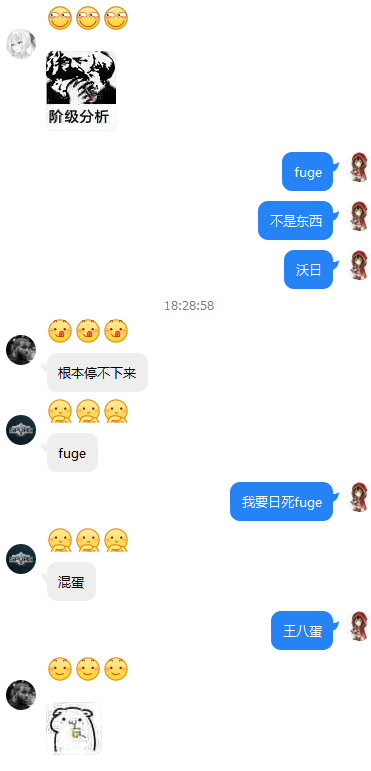 阶级分析
fuge
不是东西
沃日
18:28:58
根本停不下来
fuge
我要日死fuge
混蛋
王八蛋